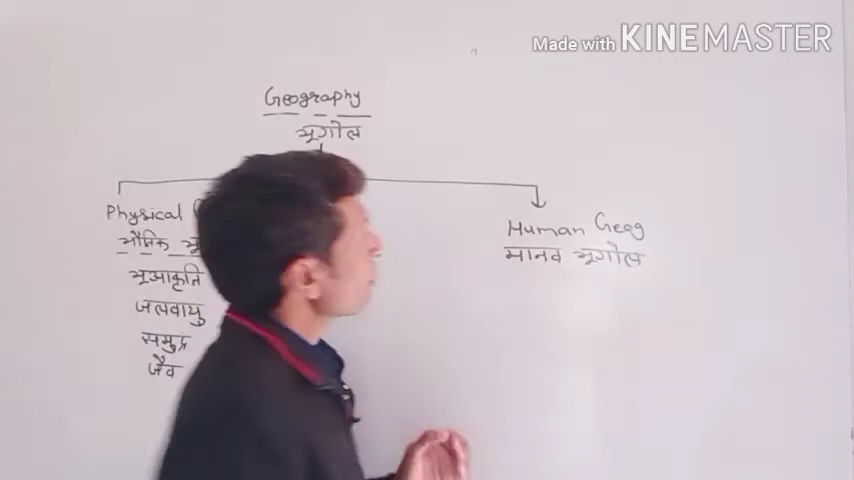 Made with KINEMASTER
Geography
भूगोल
Physical
भौतिक
भूआकृति
जलवायु
समुद्र
जैव
Human Geog
मानव भूगोल